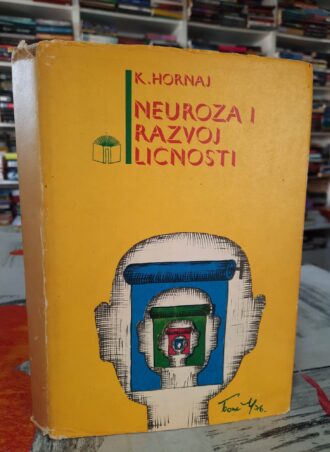 K. HORNAJ
NEUROZA I
RAZVOJ
LIČNOSTI